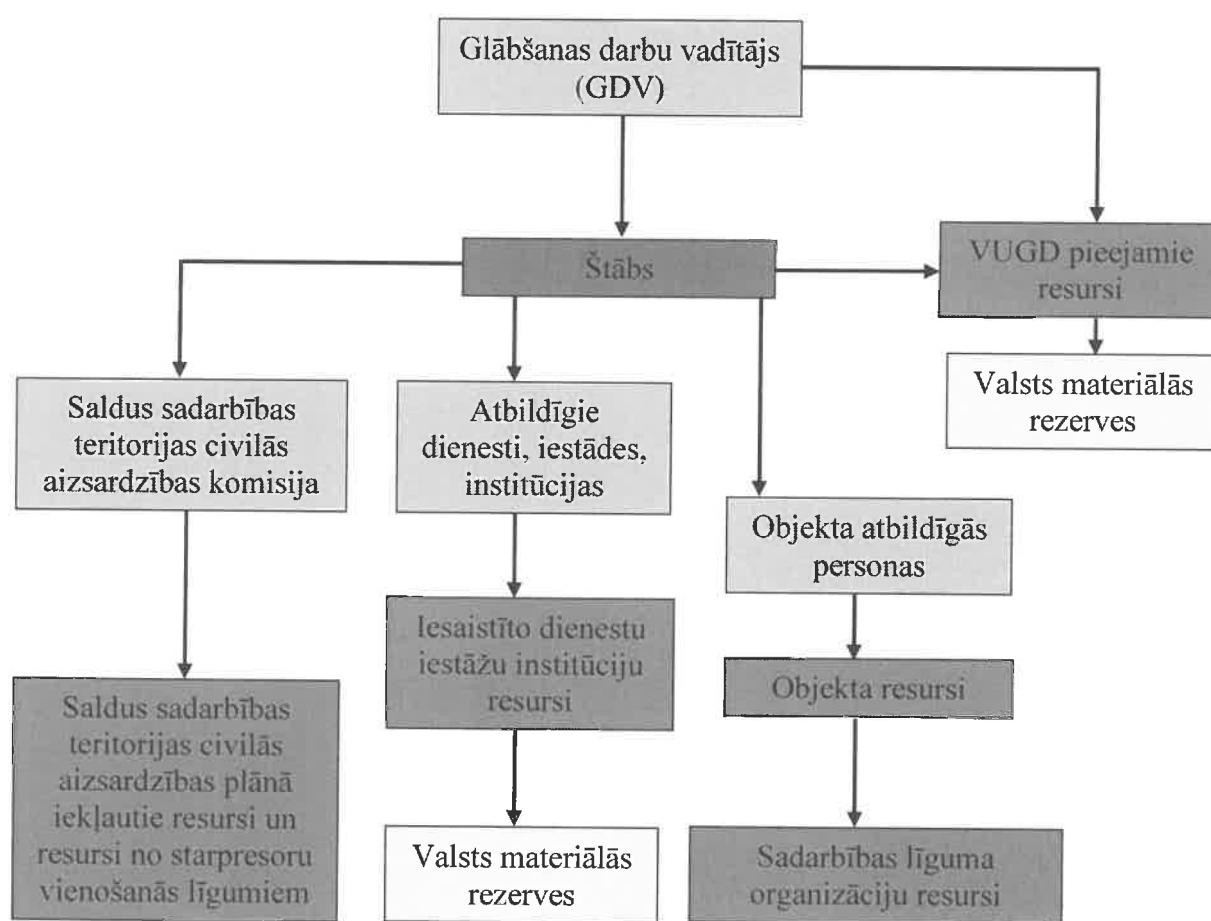 Glābšanas darbu vadītājs
(GDV)
Štābs
VUGD pieejamie
resursi
Valsts materiālās
rezerves
Saldus sadarbības
teritorijas civilās
aizsardzības komisija
Atbildīgie
dienesti, iestādes,
institūcijas
Objekta atbildīgās
personas
Iesaistīto dienestu
iestāžu institūciju
resursi
Objekta resursi
Saldus sadarbības
teritorijas civilās
aizsardzības plānā
iekļautie resursi un
resursi no starpresoru
vienošanās līgumiem
Valsts materiālās
rezerves
Sadarbības līguma
organizāciju resursi